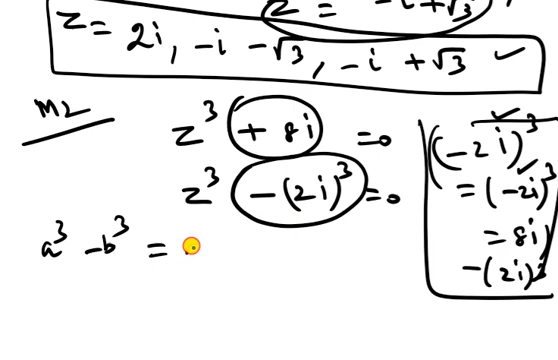 z = -i + √3
z = 2i, -i - √3, -i + √3 ✓
M2
z³ + 8i = 0
z³ - (2i)³ = 0
a³ - b³ =
(-2i)³
= (-2i)³
= 8i
-(2i)³